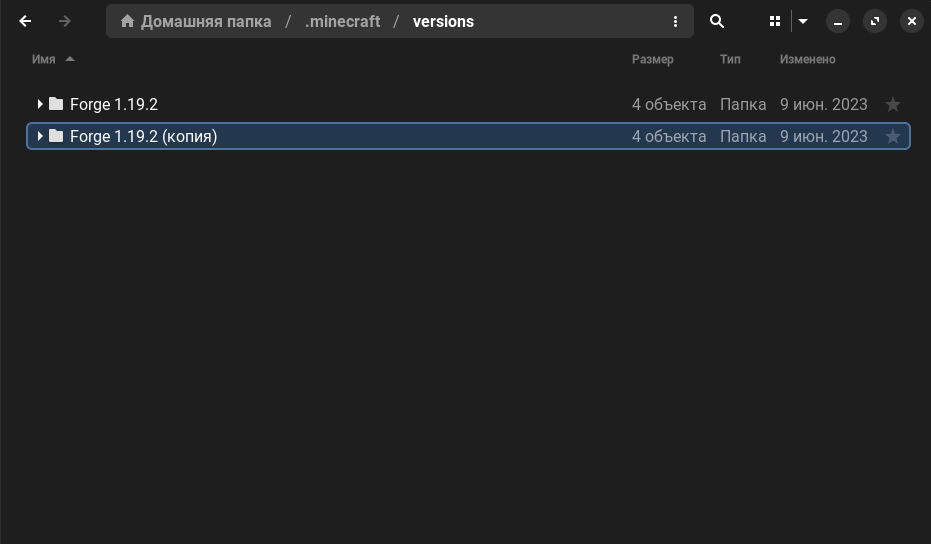 Домашняя папка / .minecraft / versions
Имя Размер Тип Изменено
Forge 1.19.2 4 объекта Папка 9 июн. 2023
Forge 1.19.2 (копия) 4 объекта Папка 9 июн. 2023